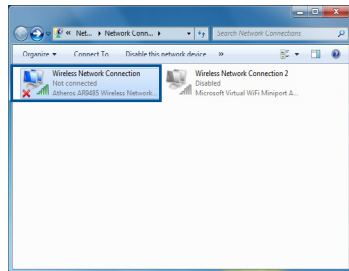 « Net... ▸ Network Conn... ▸ Search Network Connections
Organize ▾ Connect To Disable this network device »
Wireless Network Connection
Not connected
Atheros AR9485 Wireless Network...
Wireless Network Connection 2
Disabled
Microsoft Virtual WiFi Miniport A...